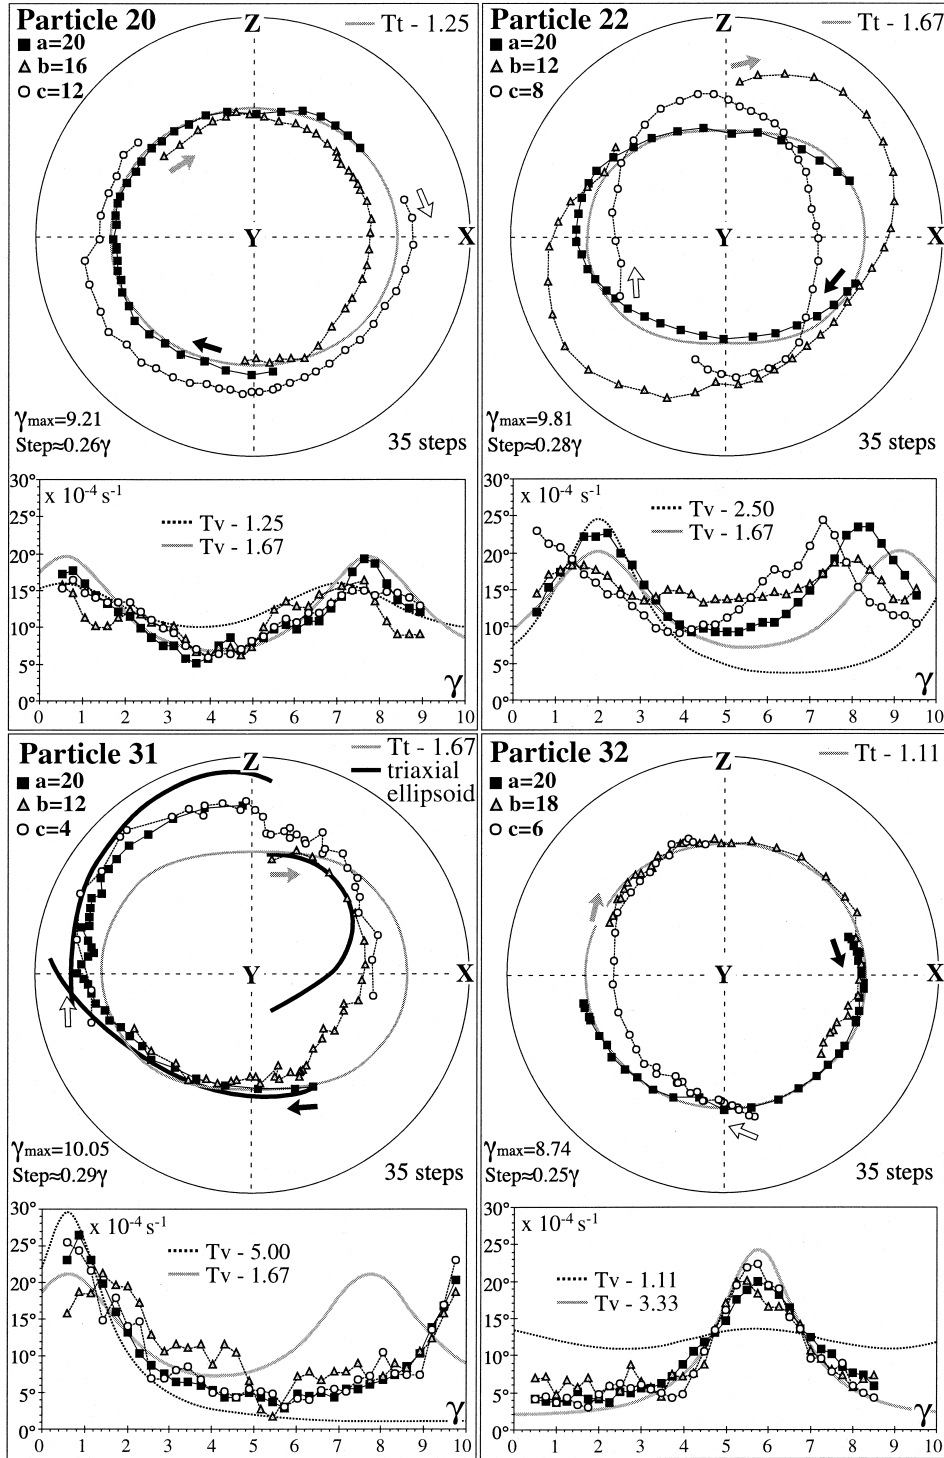 Particle 20
Z
Tt - 1.25
a=20
b=16
c=12
Y
X
γmax=9.21
Step≈0.26γ
35 steps
30°
x 10-4 s-1
25°
20°
15°
10°
5°
0°
Tv - 1.25
Tv - 1.67
γ
0 1 2 3 4 5 6 7 8 9 10
Particle 22
Z
Tt - 1.67
a=20
b=12
c=8
Y
X
γmax=9.81
Step≈0.28γ
35 steps
30°
x 10-4 s-1
25°
20°
15°
10°
5°
0°
Tv - 2.50
Tv - 1.67
γ
0 1 2 3 4 5 6 7 8 9 10
Particle 31
Z
Tt - 1.67
triaxial
ellipsoid
a=20
b=12
c=4
Y
X
γmax=10.05
Step≈0.29γ
35 steps
30°
x 10-4 s-1
25°
20°
15°
10°
5°
0°
Tv - 5.00
Tv - 1.67
γ
0 1 2 3 4 5 6 7 8 9 10
Particle 32
Z
Tt - 1.11
a=20
b=18
c=6
Y
X
γmax=8.74
Step≈0.25γ
35 steps
30°
x 10-4 s-1
25°
20°
15°
10°
5°
0°
Tv - 1.11
Tv - 3.33
γ
0 1 2 3 4 5 6 7 8 9 10